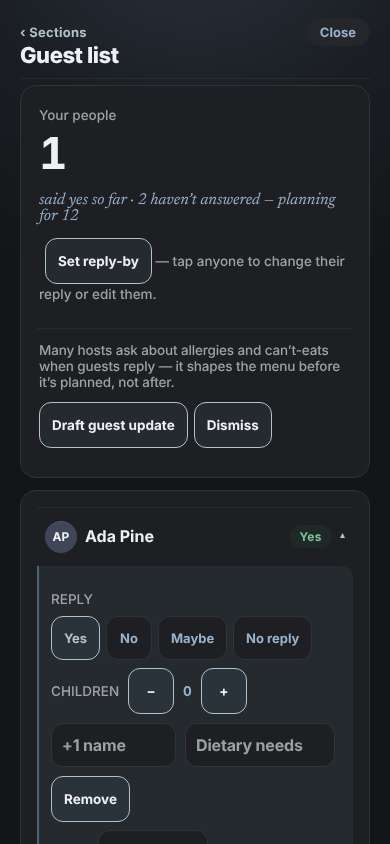 ‹ Sections
Close
Guest list
Your people
1
said yes so far · 2 haven’t answered – planning
for 12
Set reply-by — tap anyone to change their
reply or edit them.
Many hosts ask about allergies and can’t-eats
when guests reply — it shapes the menu before
it’s planned, not after.
Draft guest update Dismiss
AP Ada Pine Yes ▲
REPLY
Yes No Maybe No reply
CHILDREN − 0 +
+1 name Dietary needs
Remove